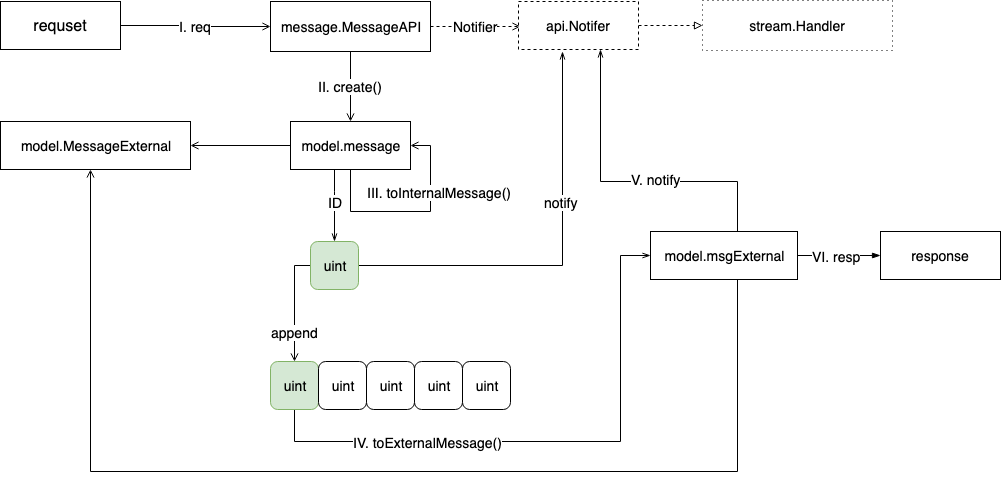 requset
I. req
message.MessageAPI
Notifier
api.Notifer
stream.Handler
II. create()
model.MessageExternal
model.message
III. toInternalMessage()
ID
notify
V. notify
uint
model.msgExternal
VI. resp
response
append
uint
uint
uint
uint
uint
IV. toExternalMessage()